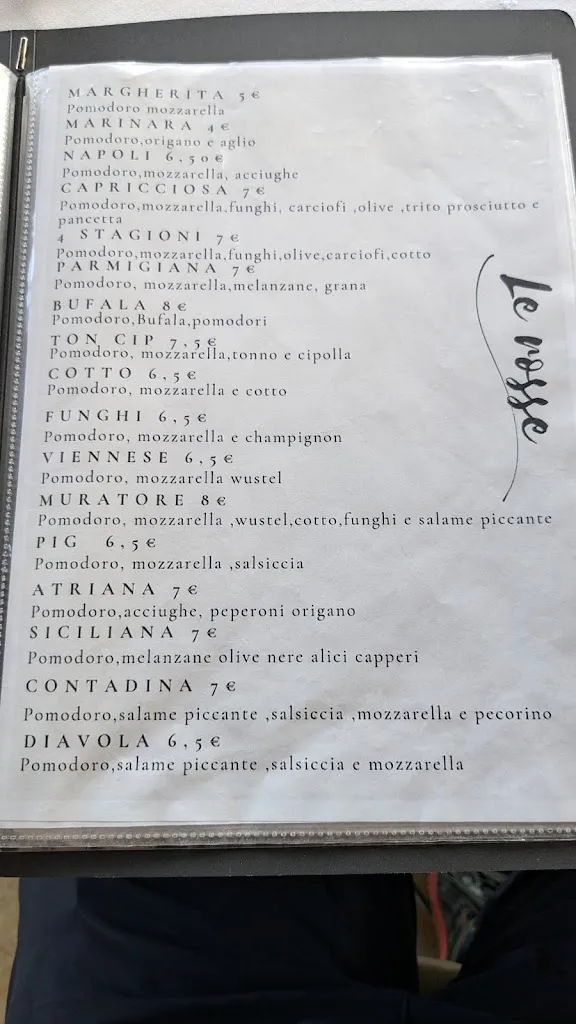 MARGHERITA 5€
Pomodoro mozzarella
MARINARA 4€
Pomodoro,origano e aglio
NAPOLI 6,50€
Pomodoro,mozzarella, acciughe
CAPRICCIOSA 7€
Pomodoro,mozzarella,funghi, carciofi ,olive ,trito prosciutto e
pancetta
4 STAGIONI 7€
Pomodoro,mozzarella,funghi,olive,carciofi,cotto
PARMIGIANA 7€
Pomodoro, mozzarella,melanzane, grana
BUFALA 8€
Pomodoro,Bufala,pomodori
TON CIP 7,5€
Pomodoro, mozzarella,tonno e cipolla
COTTO 6,5€
Pomodoro, mozzarella e cotto
FUNGHI 6,5€
Pomodoro, mozzarella e champignon
VIENNESE 6,5€
Pomodoro, mozzarella wustel
MURATORE 8€
Pomodoro, mozzarella ,wustel,cotto,funghi e salame piccante
PIG 6,5€
Pomodoro, mozzarella ,salsiccia
ATRIANA 7€
Pomodoro,acciughe, peperoni origano
SICILIANA 7€
Pomodoro,melanzane olive nere alici capperi
CONTADINA 7€
Pomodoro,salame piccante ,salsiccia ,mozzarella e pecorino
DIAVOLA 6,5€
Pomodoro,salame piccante ,salsiccia e mozzarella
Le rosse